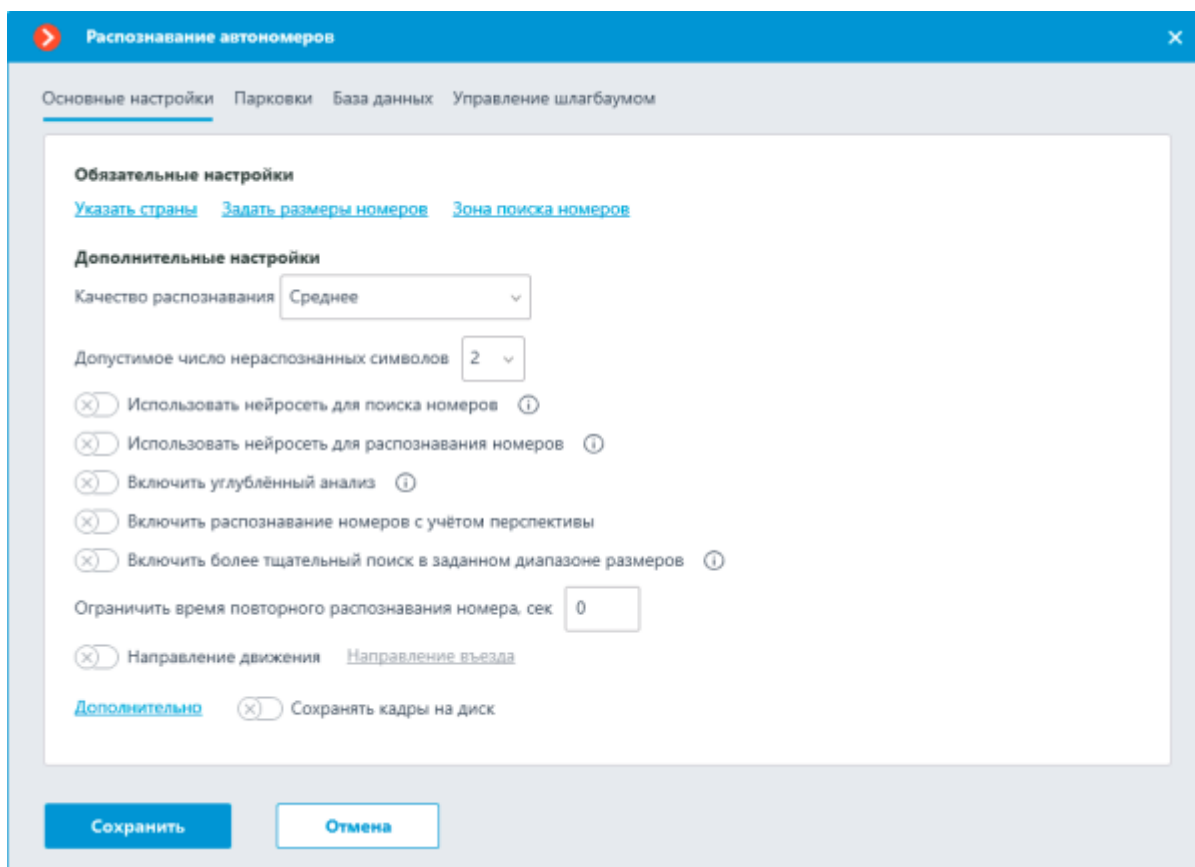 Распознавание автономеров
Основные настройки Парковки База данных Управление шлагбаумом
Обязательные настройки
Указать страны Задать размеры номеров Зона поиска номеров
Дополнительные настройки
Качество распознавания Среднее
Допустимое число нераспознанных символов 2
Использовать нейросеть для поиска номеров
Использовать нейросеть для распознавания номеров
Включить углублённый анализ
Включить распознавание номеров с учётом перспективы
Включить более тщательный поиск в заданном диапазоне размеров
Ограничить время повторного распознавания номера, сек 0
Направление движения Направление въезда
Дополнительно Сохранять кадры на диск
Сохранить Отмена